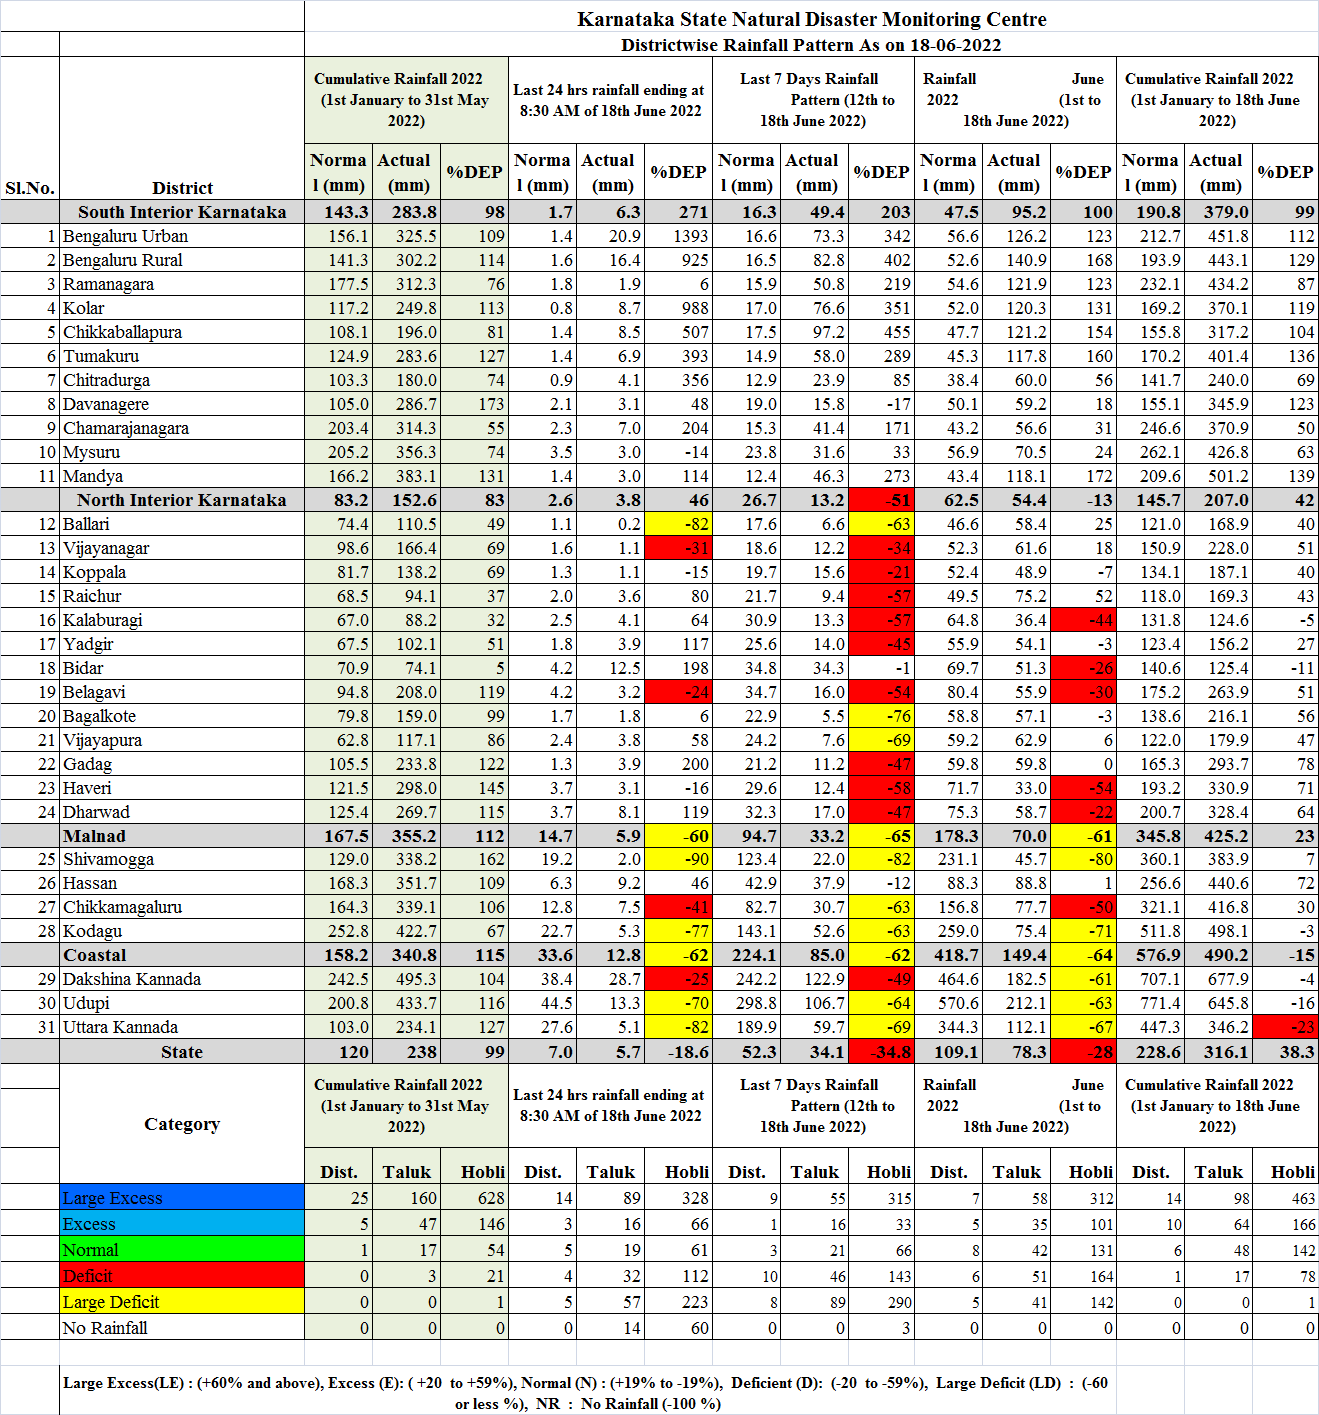 Karnataka State Natural Disaster Monitoring Centre
Districtwise Rainfall Pattern As on 18-06-2022
Sl.No. District Cumulative Rainfall 2022 (1st January to 31st May 2022) Last 24 hrs rainfall ending at 8:30 AM of 18th June 2022 Last 7 Days Rainfall Pattern (12th to 18th June 2022) Rainfall June 2022 (1st to 18th June 2022) Cumulative Rainfall 2022 (1st January to 18th June 2022)
Normal (mm) Actual (mm) %DEP Normal (mm) Actual (mm) %DEP Normal (mm) Actual (mm) %DEP Normal (mm) Actual (mm) %DEP Normal (mm) Actual (mm) %DEP
South Interior Karnataka 143.3 283.8 98 1.7 6.3 271 16.3 49.4 203 47.5 95.2 100 190.8 379.0 99
1 Bengaluru Urban 156.1 325.5 109 1.4 20.9 1393 16.6 73.3 342 56.6 126.2 123 212.7 451.8 112
2 Bengaluru Rural 141.3 302.2 114 1.6 16.4 925 16.5 82.8 402 52.6 140.9 168 193.9 443.1 129
3 Ramanagara 177.5 312.3 76 1.8 1.9 6 15.9 50.8 219 54.6 121.9 123 232.1 434.2 87
4 Kolar 117.2 249.8 113 0.8 8.7 988 17.0 76.6 351 52.0 120.3 131 169.2 370.1 119
5 Chikkaballapura 108.1 196.0 81 1.4 8.5 507 17.5 97.2 455 47.7 121.2 154 155.8 317.2 104
6 Tumakuru 124.9 283.6 127 1.4 6.9 393 14.9 58.0 289 45.3 117.8 160 170.2 401.4 136
7 Chitradurga 103.3 180.0 74 0.9 4.1 356 12.9 23.9 85 38.4 60.0 56 141.7 240.0 69
8 Davanagere 105.0 286.7 173 2.1 3.1 48 19.0 15.8 -17 50.1 59.2 18 155.1 345.9 123
9 Chamarajanagara 203.4 314.3 55 2.3 7.0 204 15.3 41.4 171 43.2 56.6 31 246.6 370.9 50
10 Mysuru 205.2 356.3 74 3.5 3.0 -14 23.8 31.6 33 56.9 70.5 24 262.1 426.8 63
11 Mandya 166.2 383.1 131 1.4 3.0 114 12.4 46.3 273 43.4 118.1 172 209.6 501.2 139
North Interior Karnataka 83.2 152.6 83 2.6 3.8 46 26.7 13.2 -51 62.5 54.4 -13 145.7 207.0 42
12 Ballari 74.4 110.5 49 1.1 0.2 -82 17.6 6.6 -63 46.6 58.4 25 121.0 168.9 40
13 Vijayanagar 98.6 166.4 69 1.6 1.1 -31 18.6 12.2 -34 52.3 61.6 18 150.9 228.0 51
14 Koppala 81.7 138.2 69 1.3 1.1 -15 19.7 15.6 -21 52.4 48.9 -7 134.1 187.1 40
15 Raichur 68.5 94.1 37 2.0 3.6 80 21.7 9.4 -57 49.5 75.2 52 118.0 169.3 43
16 Kalaburagi 67.0 88.2 32 2.5 4.1 64 30.9 13.3 -57 64.8 36.4 -44 131.8 124.6 -5
17 Yadgir 67.5 102.1 51 1.8 3.9 117 25.6 14.0 -45 55.9 54.1 -3 123.4 156.2 27
18 Bidar 70.9 74.1 5 4.2 12.5 198 34.8 34.3 -1 69.7 51.3 -26 140.6 125.4 -11
19 Belagavi 94.8 208.0 119 4.2 3.2 -24 34.7 16.0 -54 80.4 55.9 -30 175.2 263.9 51
20 Bagalkote 79.8 159.0 99 1.7 1.8 6 22.9 5.5 -76 58.8 57.1 -3 138.6 216.1 56
21 Vijayapura 62.8 117.1 86 2.4 3.8 58 24.2 7.6 -69 59.2 62.9 6 122.0 179.9 47
22 Gadag 105.5 233.8 122 1.3 3.9 200 21.2 11.2 -47 59.8 59.8 0 165.3 293.7 78
23 Haveri 121.5 298.0 145 3.7 3.1 -16 29.6 12.4 -58 71.7 33.0 -54 193.2 330.9 71
24 Dharwad 125.4 269.7 115 3.7 8.1 119 32.3 17.0 -47 75.3 58.7 -22 200.7 328.4 64
Malnad 167.5 355.2 112 14.7 5.9 -60 94.7 33.2 -65 178.3 70.0 -61 345.8 425.2 23
25 Shivamogga 129.0 338.2 162 19.2 2.0 -90 123.4 22.0 -82 231.1 45.7 -80 360.1 383.9 7
26 Hassan 168.3 351.7 109 6.3 9.2 46 42.9 37.9 -12 88.3 88.8 1 256.6 440.6 72
27 Chikkamagaluru 164.3 339.1 106 12.8 7.5 -41 82.7 30.7 -63 156.8 77.7 -50 321.1 416.8 30
28 Kodagu 252.8 422.7 67 22.7 5.3 -77 143.1 52.6 -63 259.0 75.4 -71 511.8 498.1 -3
Coastal 158.2 340.8 115 33.6 12.8 -62 224.1 85.0 -62 418.7 149.4 -64 576.9 490.2 -15
29 Dakshina Kannada 242.5 495.3 104 38.4 28.7 -25 242.2 122.9 -49 464.6 182.5 -61 707.1 677.9 -4
30 Udupi 200.8 433.7 116 44.5 13.3 -70 298.8 106.7 -64 570.6 212.1 -63 771.4 645.8 -16
31 Uttara Kannada 103.0 234.1 127 27.6 5.1 -82 189.9 59.7 -69 344.3 112.1 -67 447.3 346.2 -23
State 120 238 99 7.0 5.7 -18.6 52.3 34.1 -34.8 109.1 78.3 -28 228.6 316.1 38.3
Category Cumulative Rainfall 2022 (1st January to 31st May 2022) Last 24 hrs rainfall ending at 8:30 AM of 18th June 2022 Last 7 Days Rainfall Pattern (12th to 18th June 2022) Rainfall June 2022 (1st to 18th June 2022) Cumulative Rainfall 2022 (1st January to 18th June 2022)
Dist. Taluk Hobli Dist. Taluk Hobli Dist. Taluk Hobli Dist. Taluk Hobli Dist. Taluk Hobli
Large Excess 25 160 628 14 89 328 9 55 315 7 58 312 14 98 463
Excess 5 47 146 3 16 66 1 16 33 5 35 101 10 64 166
Normal 1 17 54 5 19 61 3 21 66 8 42 131 6 48 142
Deficit 0 3 21 4 32 112 10 46 143 6 51 164 1 17 78
Large Deficit 0 0 1 5 57 223 8 89 290 5 41 142 0 0 1
No Rainfall 0 0 0 0 14 60 0 0 3 0 0 0 0 0 0
Large Excess(LE) : (+60% and above), Excess (E): ( +20 to +59%), Normal (N) : (+19% to -19%), Deficient (D): (-20 to -59%), Large Deficit (LD) : (-60
or less %), NR : No Rainfall (-100 %)